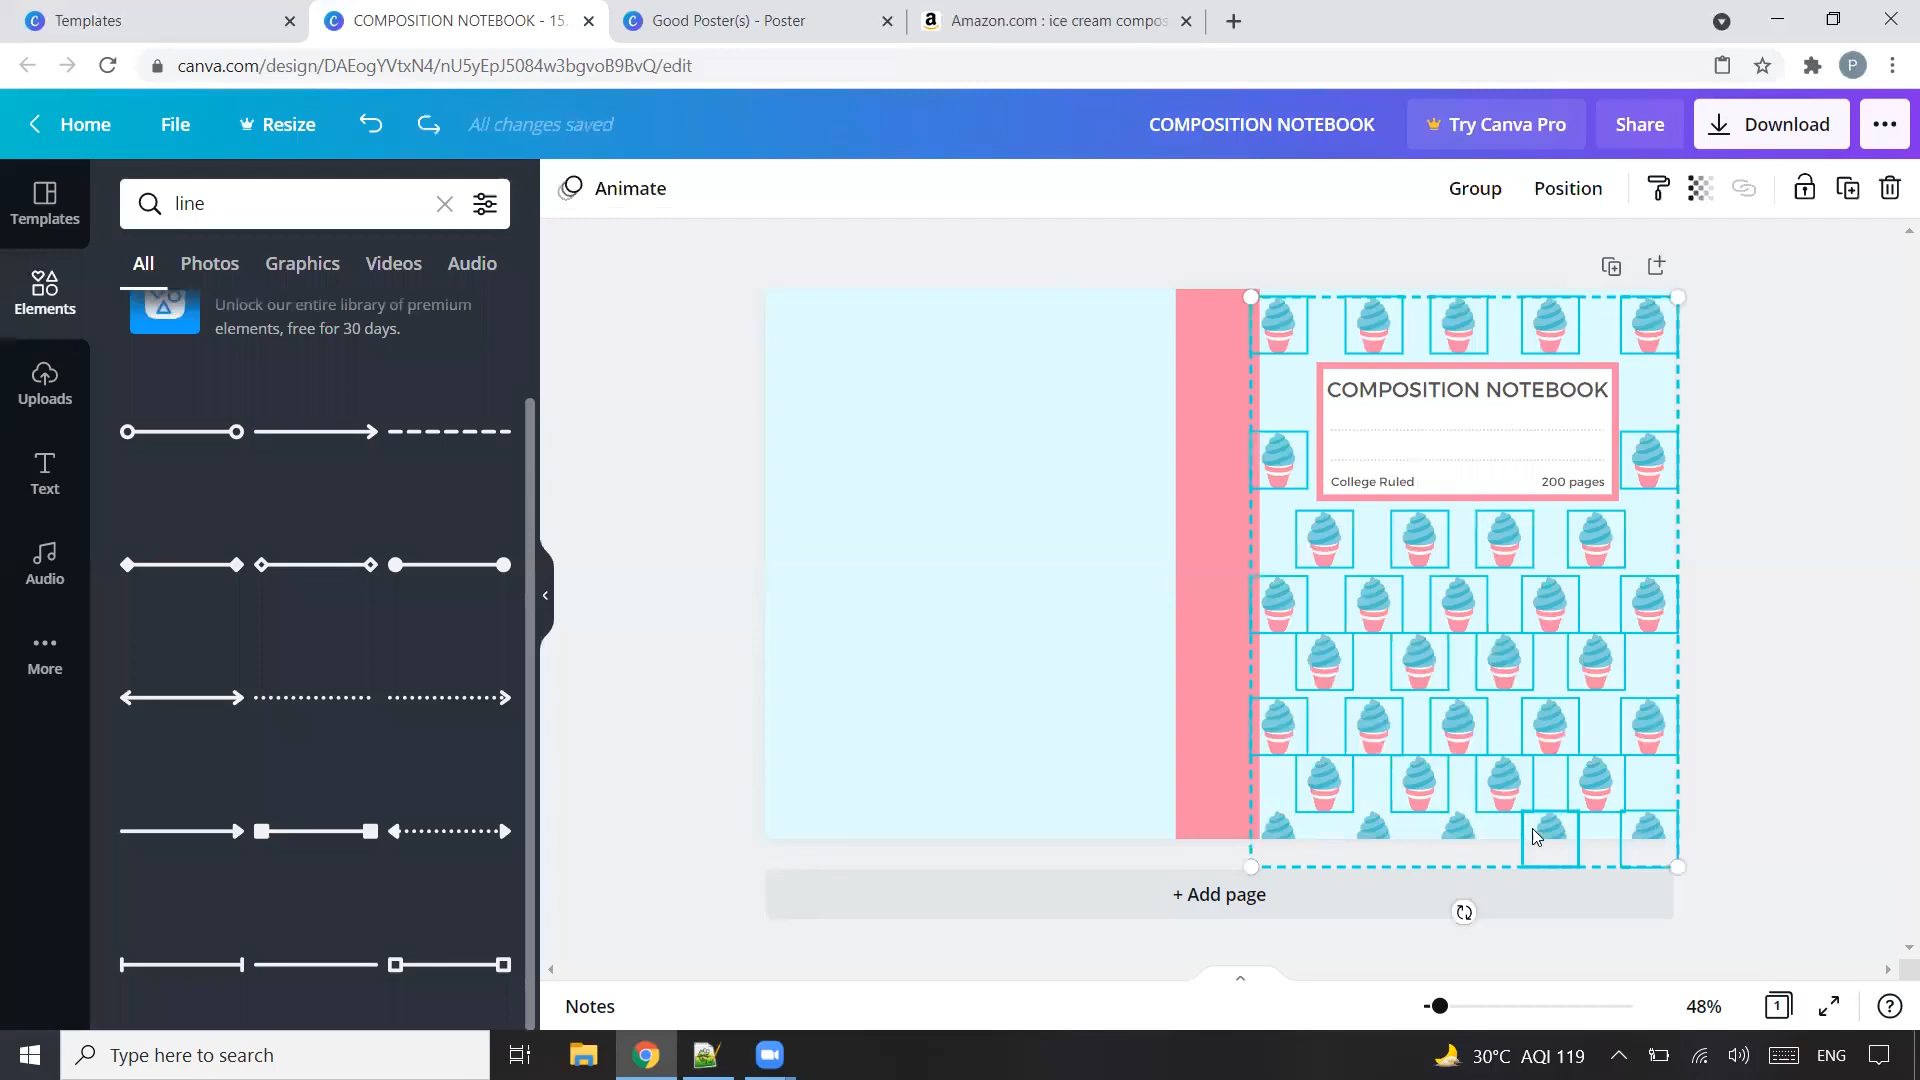 Templates
COMPOSITION NOTEBOOK - 15.
Good Poster(s) - Poster
Amazon.com : ice cream compos
canva.com/design/DAEogYVtxN4/nU5yEpJ5084w3bgvoB9BvQ/edit
P
Home
File
Resize
All changes saved
COMPOSITION NOTEBOOK
Try Canva Pro
Share
Download
Templates
Elements
Uploads
Text
Audio
More
line
All
Photos
Graphics
Videos
Audio
Unlock our entire library of premium
elements, free for 30 days.
Animate
Group
Position
COMPOSITION NOTEBOOK
College Ruled
200 pages
+ Add page
Notes
48%
1
Type here to search
30°C AQI 119
ENG